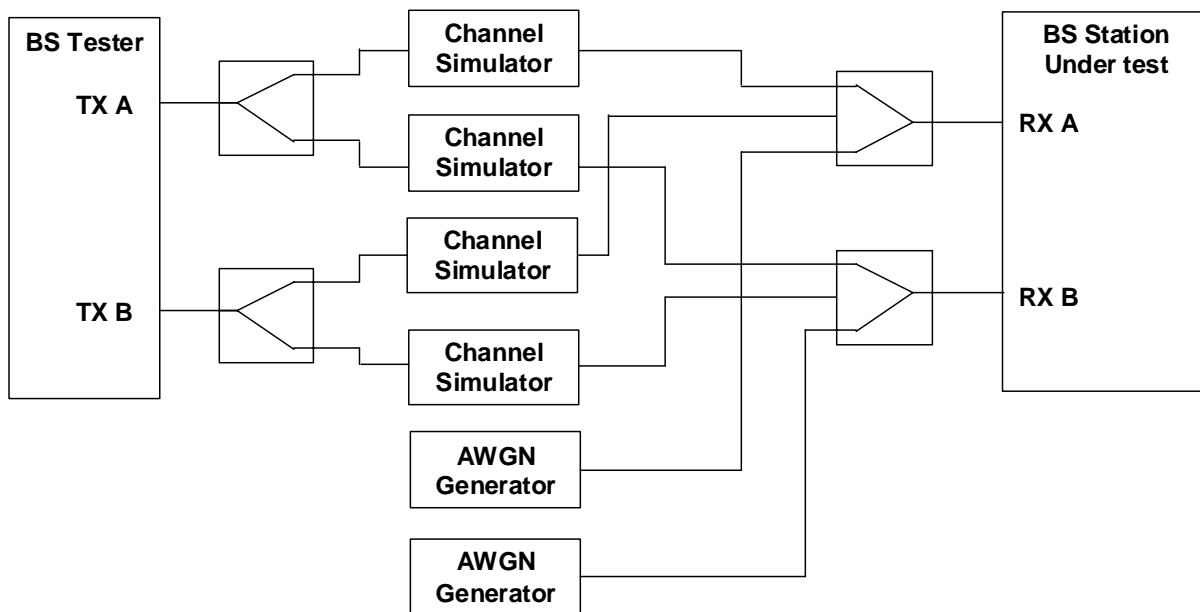 BS Tester
TX A
TX B
Channel
Simulator
Channel
Simulator
Channel
Simulator
Channel
Simulator
AWGN
Generator
AWGN
Generator
BS Station
Under test
RX A
RX B